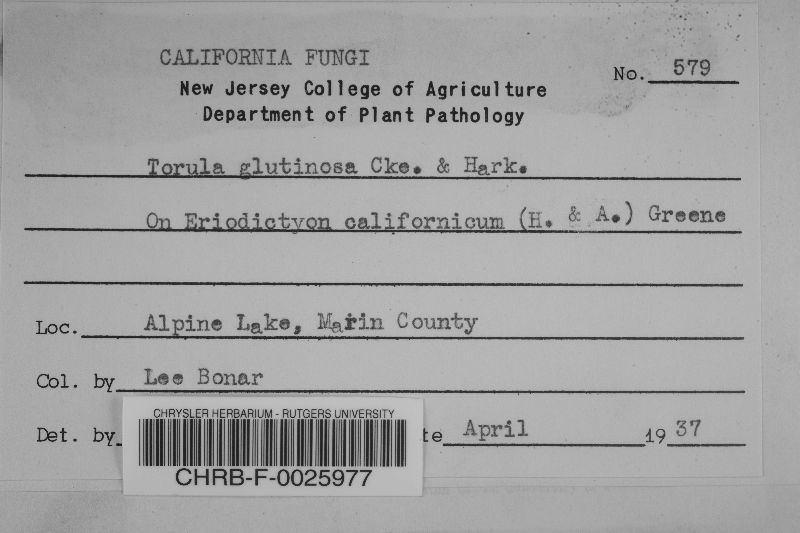 CALIFORNIA FUNGI
No. 579
New Jersey College of Agriculture
Department of Plant Pathology
Torula glutinosa Cke. & Hark.
On Eriodictyon californicum (H. & A.) Greene
Loc. Alpine Lake, Marin County
Col. by Lee Bonar
Det. by te April 1937
CHRYSLER HERBARIUM - RUTGERS UNIVERSITY
CHRB-F-0025977